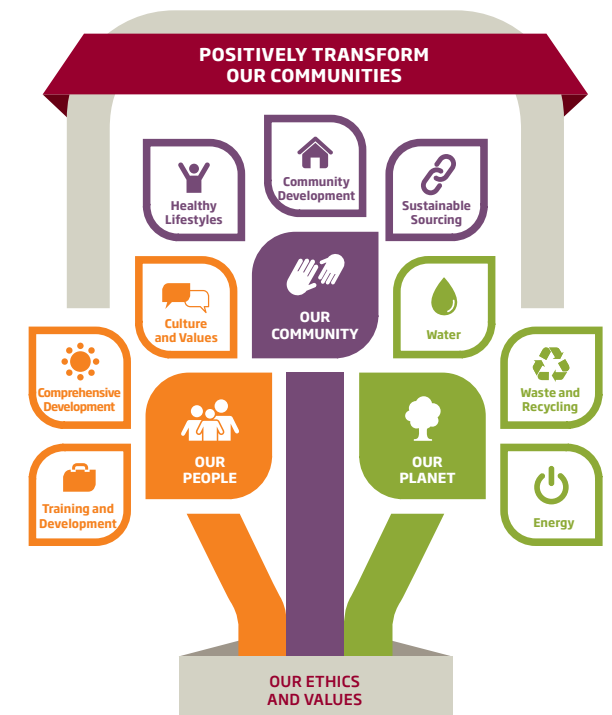 POSITIVELY TRANSFORM
OUR COMMUNITIES
Healthy
Lifestyles
Community
Development
Sustainable
Sourcing
Culture
and Values
OUR
COMMUNITY
Water
Comprehensive
Development
OUR
PEOPLE
OUR
PLANET
Waste and
Recycling
Training and
Development
Energy
OUR ETHICS
AND VALUES